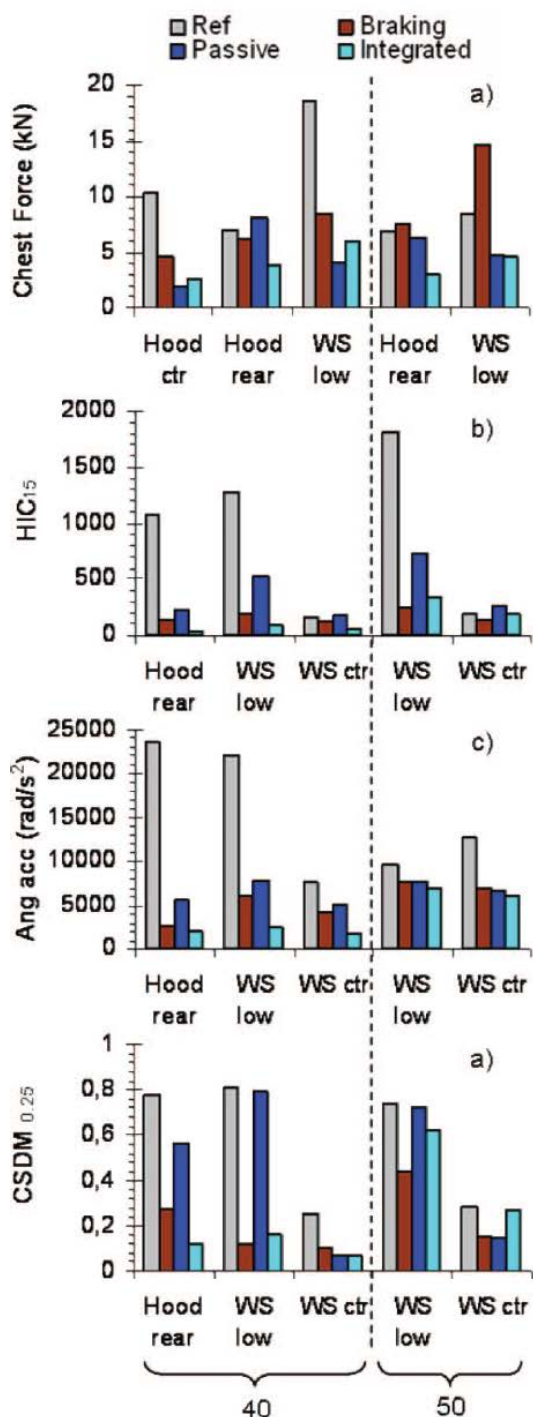 Ref Braking
Passive Integrated
a)
Chest Force (kN)
20
15
10
5
0
Hood ctr Hood rear WS low Hood rear WS low
b)
HIC15
2000
1500
1000
500
0
Hood rear WS low WS ctr WS low WS ctr
c)
Ang acc (rad/s²)
25000
20000
15000
10000
5000
0
Hood rear WS low WS ctr WS low WS ctr
a)
CSDM 0.25
1
0,8
0,6
0,4
0,2
0
Hood rear WS low WS ctr WS low WS ctr
40 50